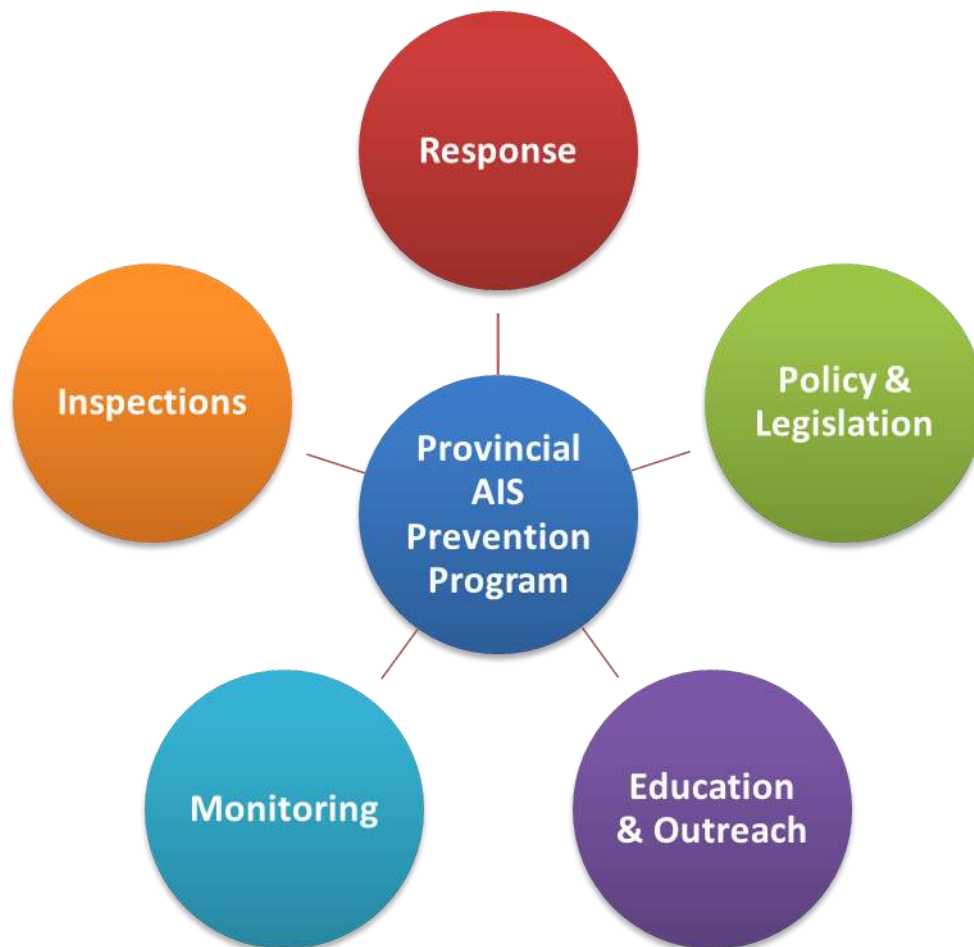 Response
Policy &
Legislation
Inspections
Provincial
AIS
Prevention
Program
Monitoring
Education
& Outreach